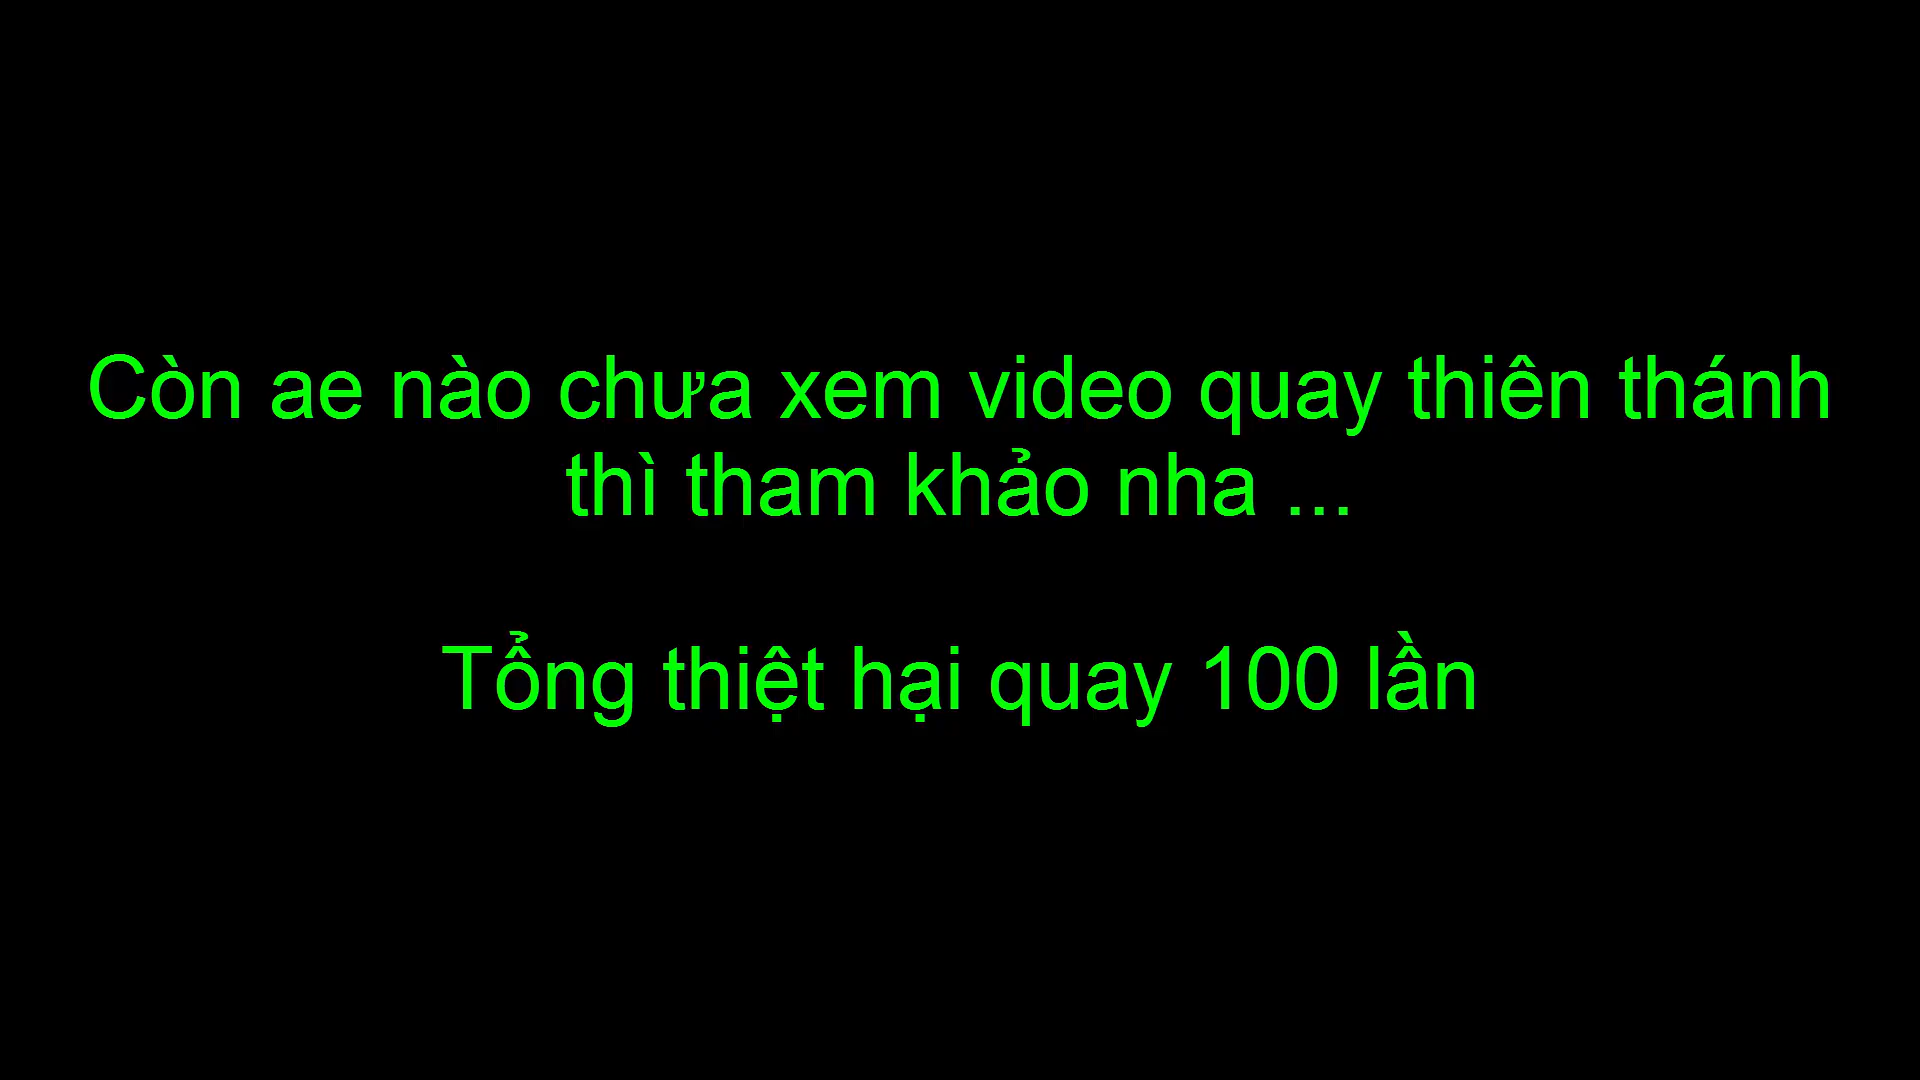 Còn ae nào chưa xem video quay thiên thánh
thì tham khảo nha ...
Tổng thiệt hại quay 100 lần